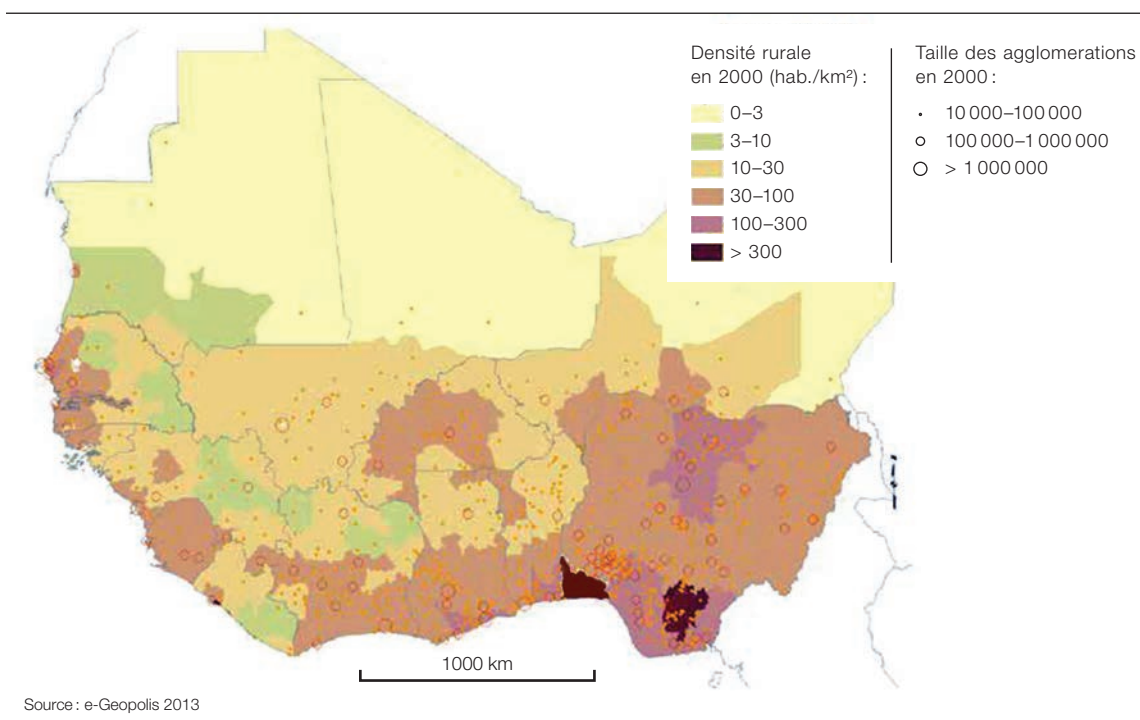 Densité rurale
en 2000 (hab./km²) :
0–3
3–10
10–30
30–100
100–300
> 300
Taille des agglomerations
en 2000 :
10 000–100 000
100 000–1 000 000
> 1 000 000
1000 km
Source : e-Geopolis 2013